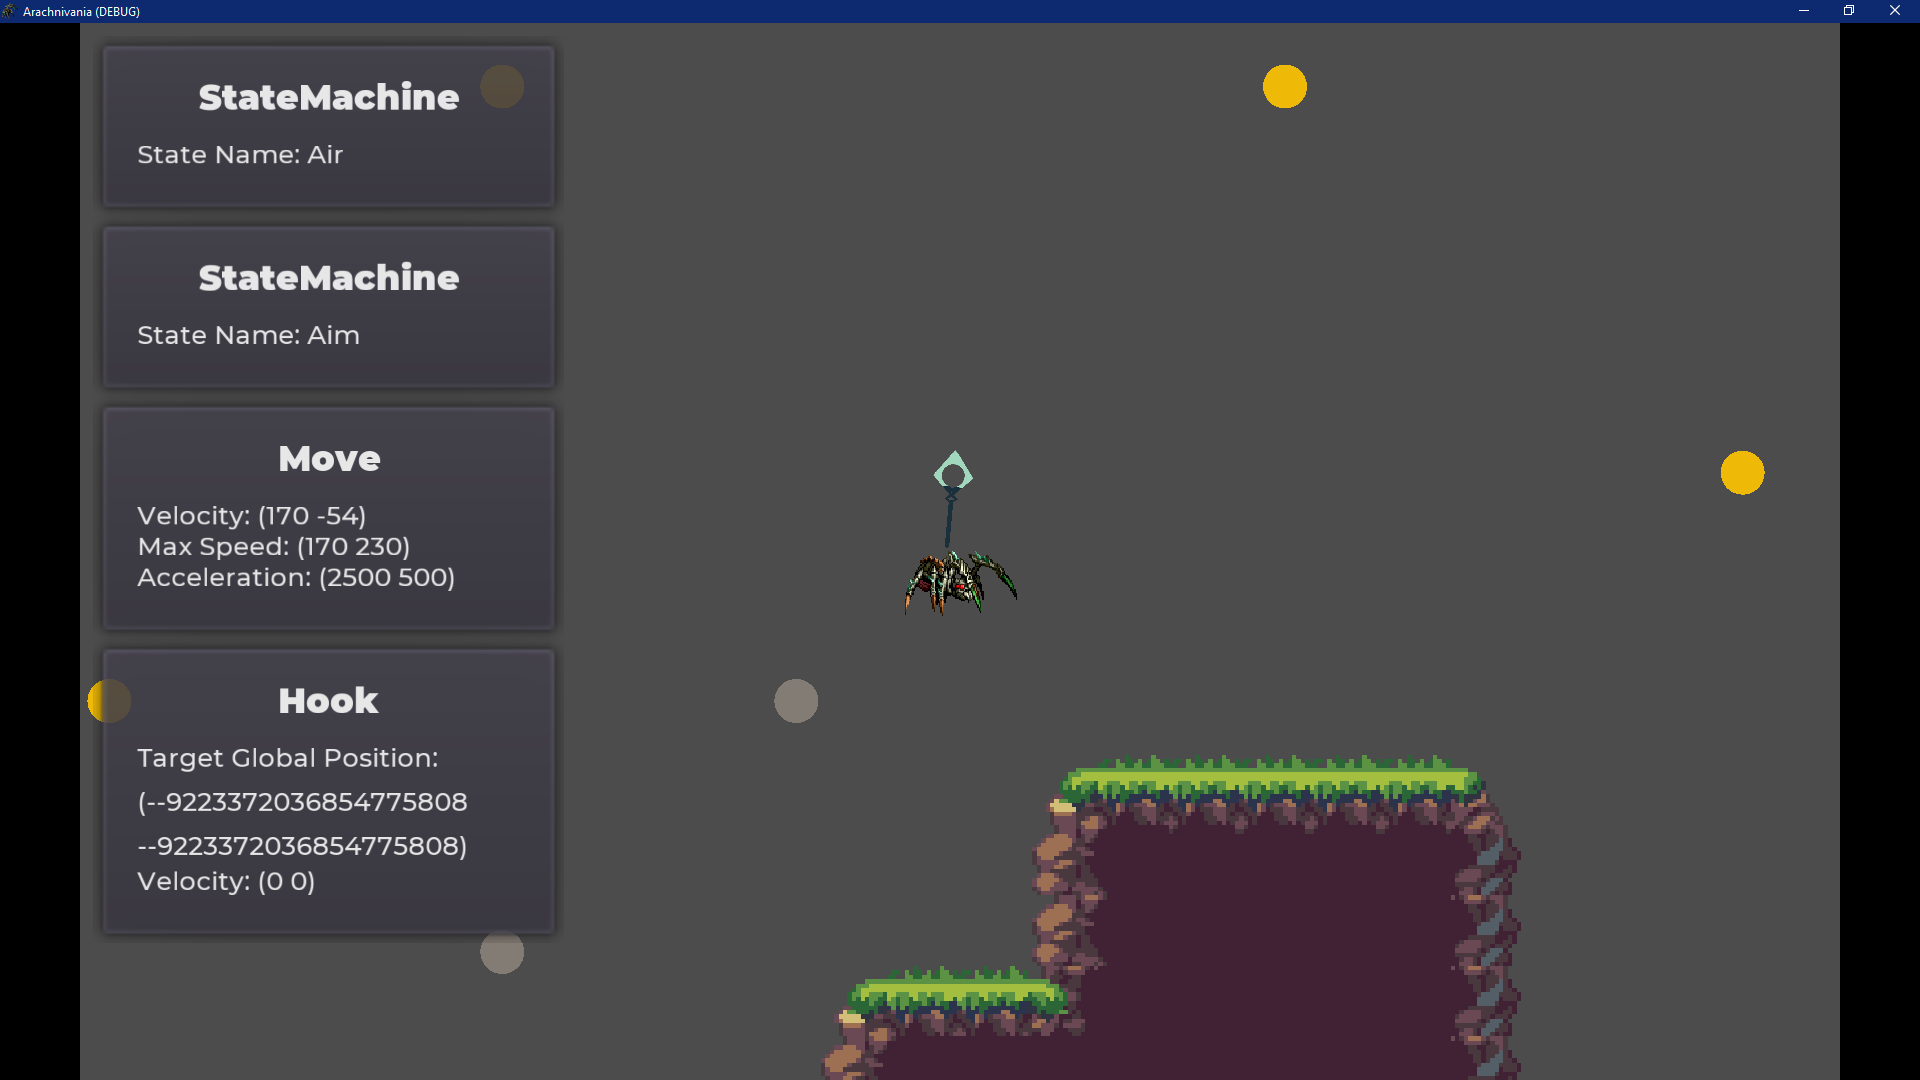 Arachnivania (DEBUG)
StateMachine
State Name: Air
StateMachine
State Name: Aim
Move
Velocity: (170 -54)
Max Speed: (170 230)
Acceleration: (2500 500)
Hook
Target Global Position:
(--9223372036854775808
--9223372036854775808)
Velocity: (0 0)